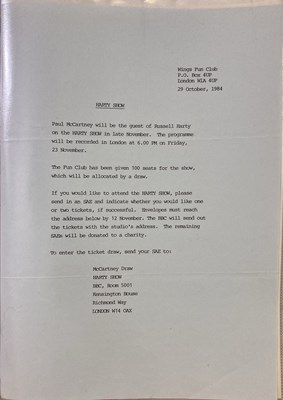 Wings Fun Club
P.O. Box 4UP
London W1A 4UP
29 October, 1984
HARTY SHOW
Paul McCartney will be the guest of Russell Harty
on the HARTY SHOW in late November. The programme
will be recorded in London at 6.00 PM on Friday,
23 November.
The Fun Club has been given 100 seats for the show,
which will be allocated by a draw.
If you would like to attend the HARTY SHOW, please
send in an SAE and indicate whether you would like one
or two tickets, if successful. Envelopes must reach
the address below by 12 November. The BBC will send out
the tickets with the studio's address. The remaining
SAEs will be donated to a charity.
To enter the ticket draw, send your SAE to:
McCartney Draw
HARTY SHOW
BBC, Room 5003
Kensington House
Richmond Way
LONDON W14 0AX